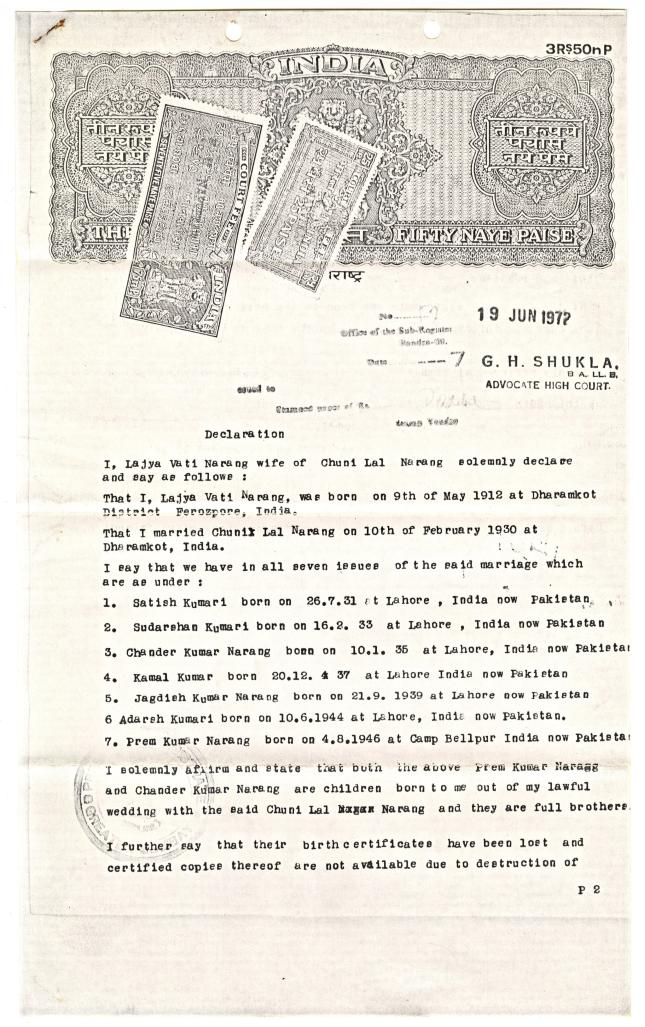 3R$50nP
INDIA
तीन रुपये
पचास
नये पैसे
तीन रुपये
पचास
नये पैसे
COURT FEE
INDIA
FIFTY NAYE PAISE
No
19 JUN 1972
Office of the Sub-Registrar
Bandra-50.
Date ---7
G. H. SHUKLA,
B A. LL. B.
ADVOCATE HIGH COURT.
Stamped paper of Rs.
Declaration
I, Lajya Vati Narang wife of Chuni Lal Narang solemnly declare
and say as follows :
That I, Lajya Vati Narang, was born on 9th of May 1912 at Dharamkot
District Ferozpore, India.
That I married Chuni Lal Narang on 10th of February 1930 at
Dharamkot, India.
I say that we have in all seven issues of the said marriage which
are as under :
1. Satish Kumari born on 26.7.31 at Lahore , India now Pakistan
2. Sudarshan Kumari born on 16.2. 33 at Lahore , India now Pakistan
3. Chander Kumar Narang born on 10.1. 35 at Lahore, India now Pakistan
4. Kamal Kumar born 20.12. 37 at Lahore India now Pakistan
5. Jagdish Kumar Narang born on 21.9. 1939 at Lahore now Pakistan
6 Adarsh Kumari born on 10.6.1944 at Lahore, India now Pakistan.
7. Prem Kumar Narang born on 4.8.1946 at Camp Bellpur India now Pakistan
I solemnly affirm and state that both the above Prem Kumar Narang
and Chander Kumar Narang are children born to me out of my lawful
wedding with the said Chuni Lal Narang and they are full brothers.
I further say that their birth certificates have been lost and
certified copies thereof are not available due to destruction of
P 2